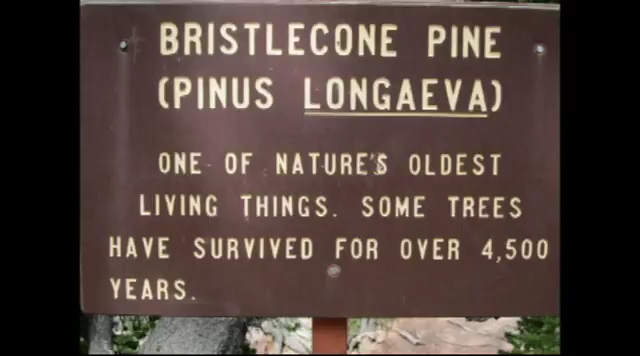 BRISTLECONE PINE
(PINUS LONGAEVA)
ONE OF NATURE'S OLDEST
LIVING THINGS. SOME TREES
HAVE SURVIVED FOR OVER 4,500
YEARS.